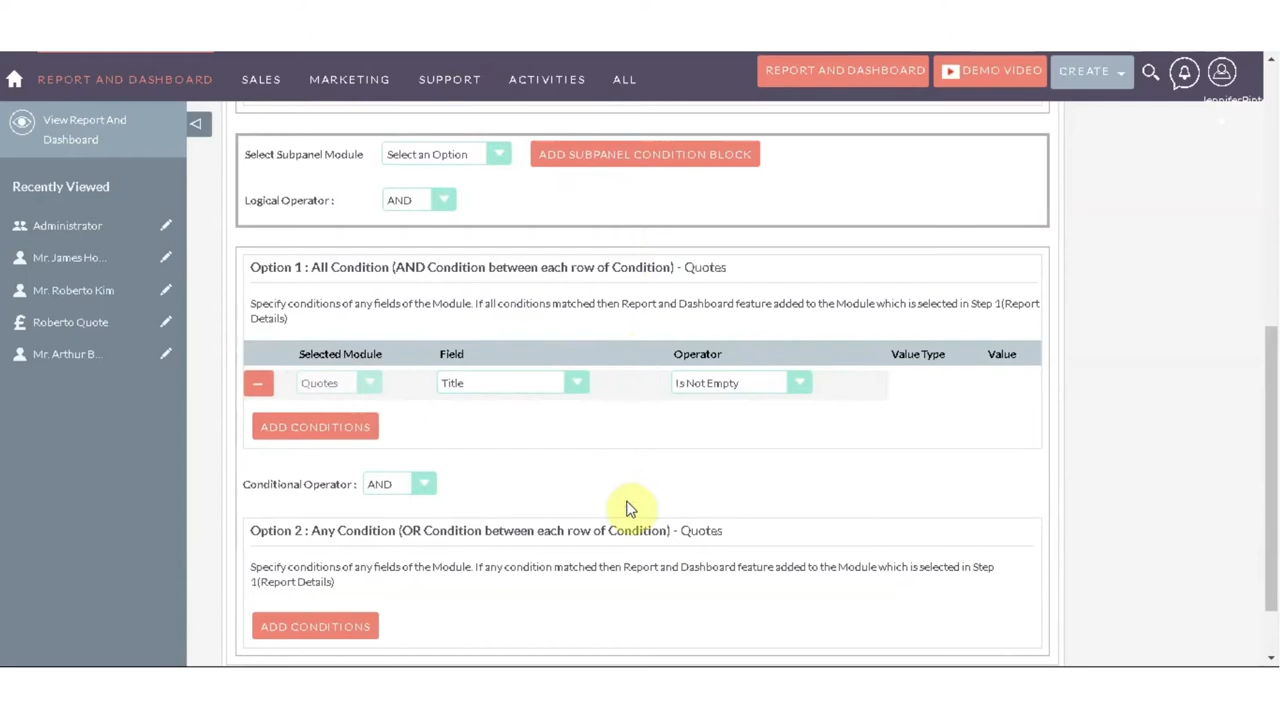 REPORT AND DASHBOARD SALES MARKETING SUPPORT ACTIVITIES ALL REPORT AND DASHBOARD DEMO VIDEO CREATE
View Report And
Dashboard
Recently Viewed
Administrator
Mr. James Ho...
Mr. Roberto Kim
Roberto Quote
Mr. Arthur B...
Select Subpanel Module Select an Option ADD SUBPANEL CONDITION BLOCK
Logical Operator : AND
Option 1 : All Condition (AND Condition between each row of Condition) - Quotes
Specify conditions of any fields of the Module. If all conditions matched then Report and Dashboard feature added to the Module which is selected in Step 1(Report
Details)
Selected Module Field Operator Value Type Value
Quotes Title Is Not Empty
ADD CONDITIONS
Conditional Operator : AND
Option 2 : Any Condition (OR Condition between each row of Condition) - Quotes
Specify conditions of any fields of the Module. If any condition matched then Report and Dashboard feature added to the Module which is selected in Step
1(Report Details)
ADD CONDITIONS